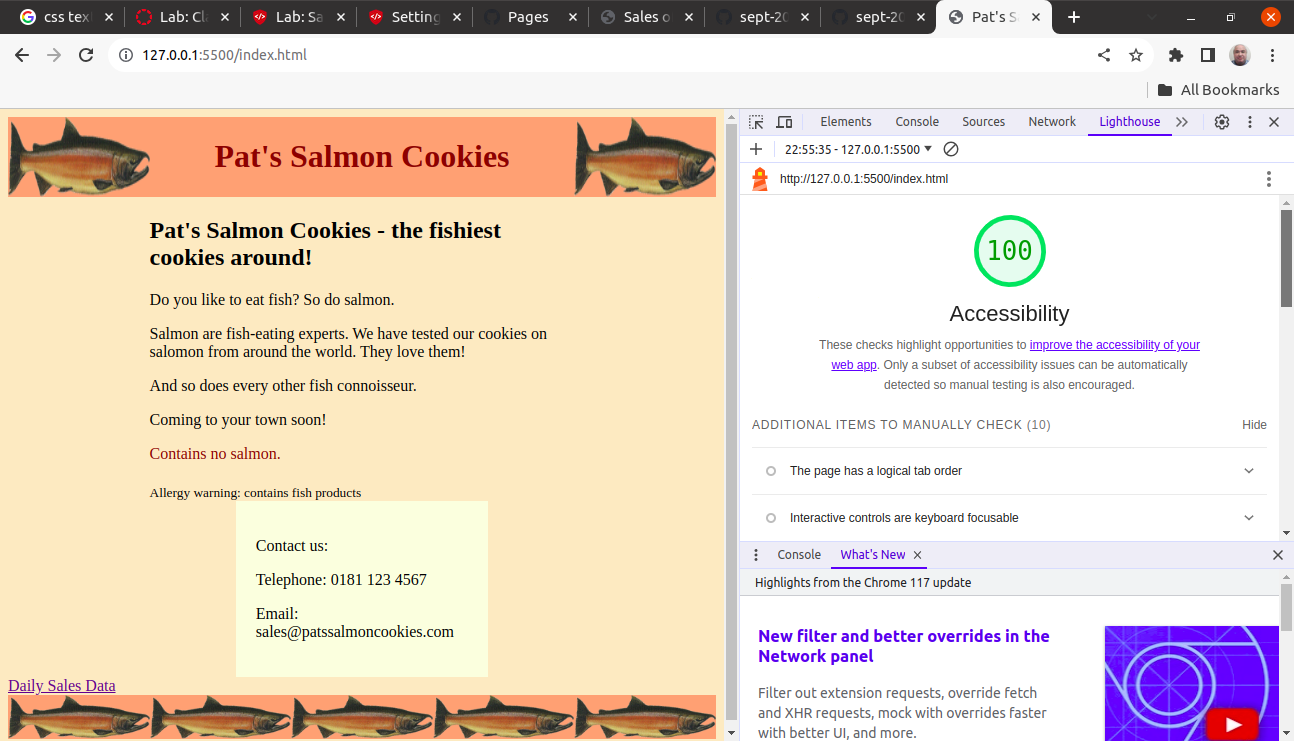 css tex
Lab: Cl
Lab: Sa
Setting
Pages
Sales o
sept-20
sept-20
Pat's S
127.0.0.1:5500/index.html
All Bookmarks
Pat's Salmon Cookies
Pat's Salmon Cookies - the fishiest
cookies around!
Do you like to eat fish? So do salmon.
Salmon are fish-eating experts. We have tested our cookies on
salomon from around the world. They love them!
And so does every other fish connoisseur.
Coming to your town soon!
Contains no salmon.
Allergy warning: contains fish products
Contact us:
Telephone: 0181 123 4567
Email:
sales@patssalmoncookies.com
Daily Sales Data
Elements Console Sources Network Lighthouse
22:55:35 - 127.0.0.1:5500
http://127.0.0.1:5500/index.html
100
Accessibility
These checks highlight opportunities to improve the accessibility of your
web app. Only a subset of accessibility issues can be automatically
detected so manual testing is also encouraged.
ADDITIONAL ITEMS TO MANUALLY CHECK (10) Hide
The page has a logical tab order
Interactive controls are keyboard focusable
Console What's New
Highlights from the Chrome 117 update
New filter and better overrides in the
Network panel
Filter out extension requests, override fetch
and XHR requests, mock with overrides faster
with better UI, and more.